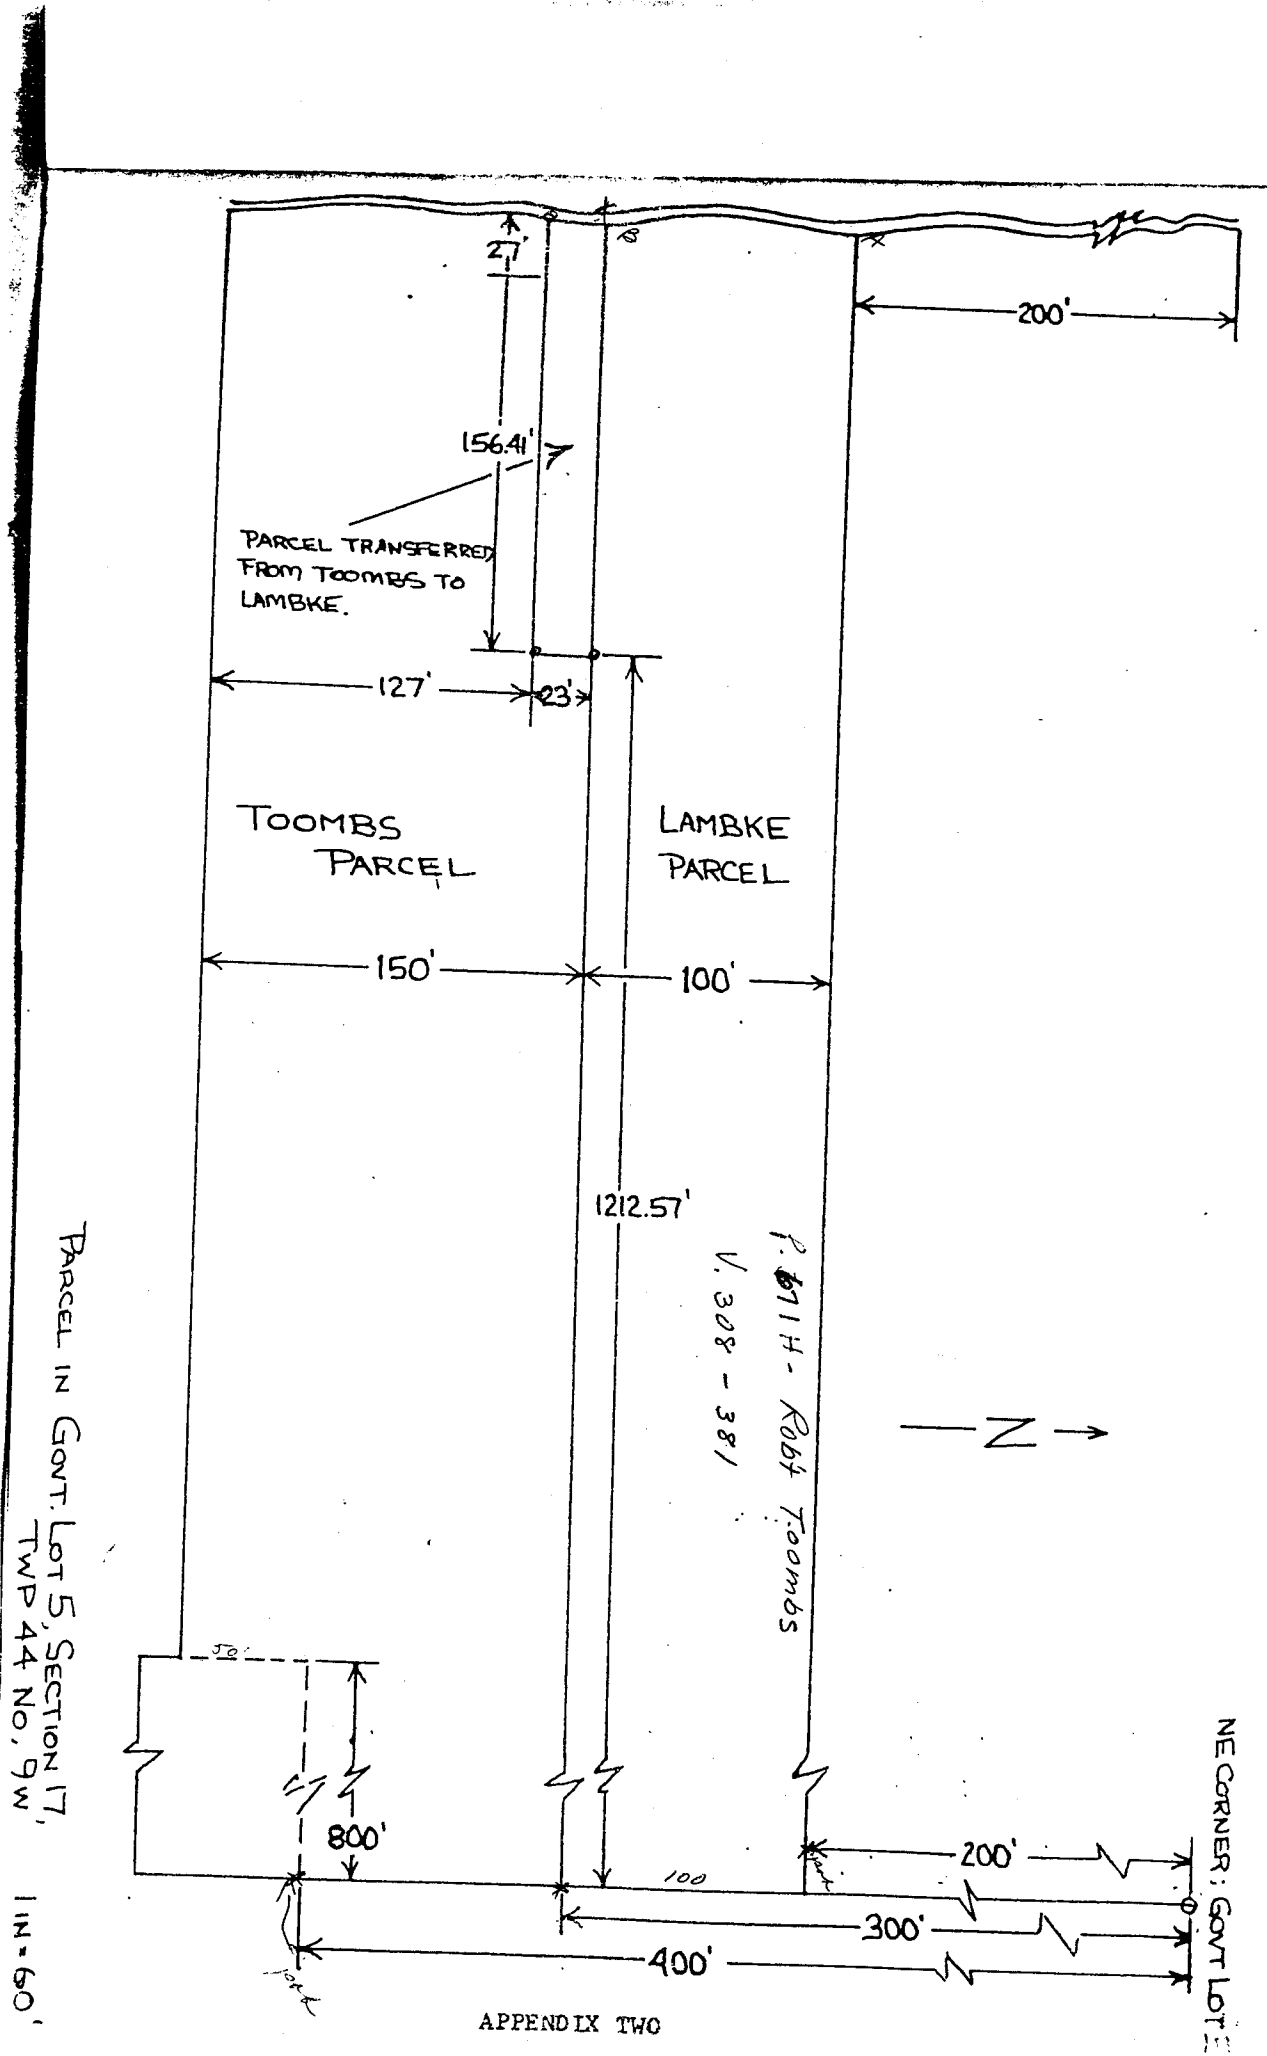 27'
200'
156.41'
PARCEL TRANSFERRED
FROM TOOMBS TO
LAMBKE.
127'
23'
TOOMBS
PARCEL
LAMBKE
PARCEL
150'
100'
1212.57'
P. 671H - Robt Toombs
V. 308 - 381
N
50'
800'
100
200'
300'
400'
NE CORNER; GOVT LOT
PARCEL IN GOVT. LOT 5, SECTION 17,
TWP 44 NO, 9W
1 IN = 60'
APPENDIX TWO